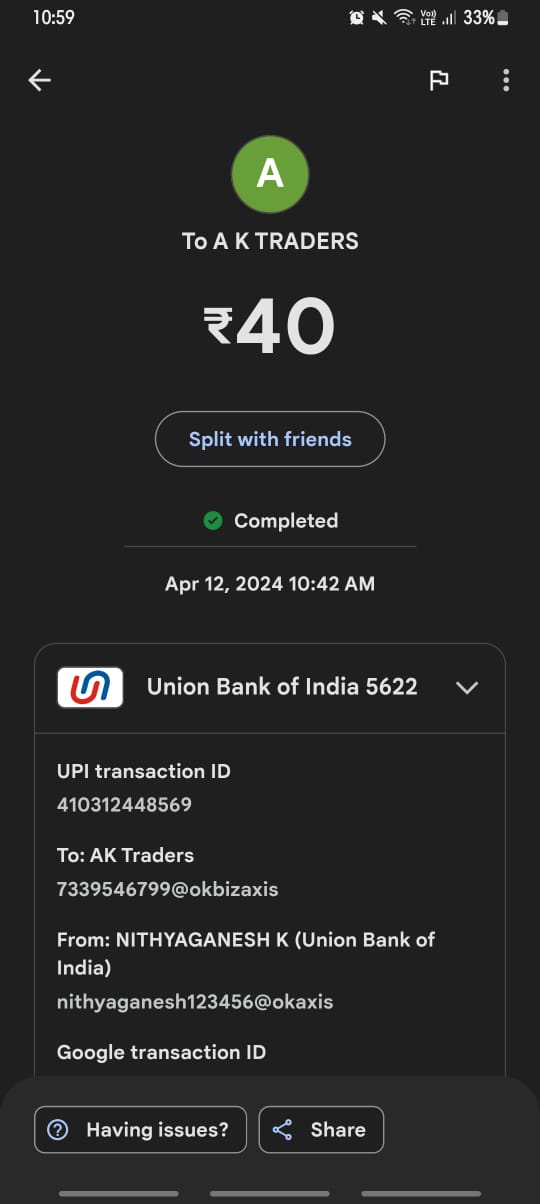 10:59
Vo)) LTE 33%
A
To A K TRADERS
₹40
Split with friends
Completed
Apr 12, 2024 10:42 AM
Union Bank of India 5622
UPI transaction ID
410312448569
To: AK Traders
7339546799@okbizaxis
From: NITHYAGANESH K (Union Bank of
India)
nithyaganesh123456@okaxis
Google transaction ID
Having issues?
Share